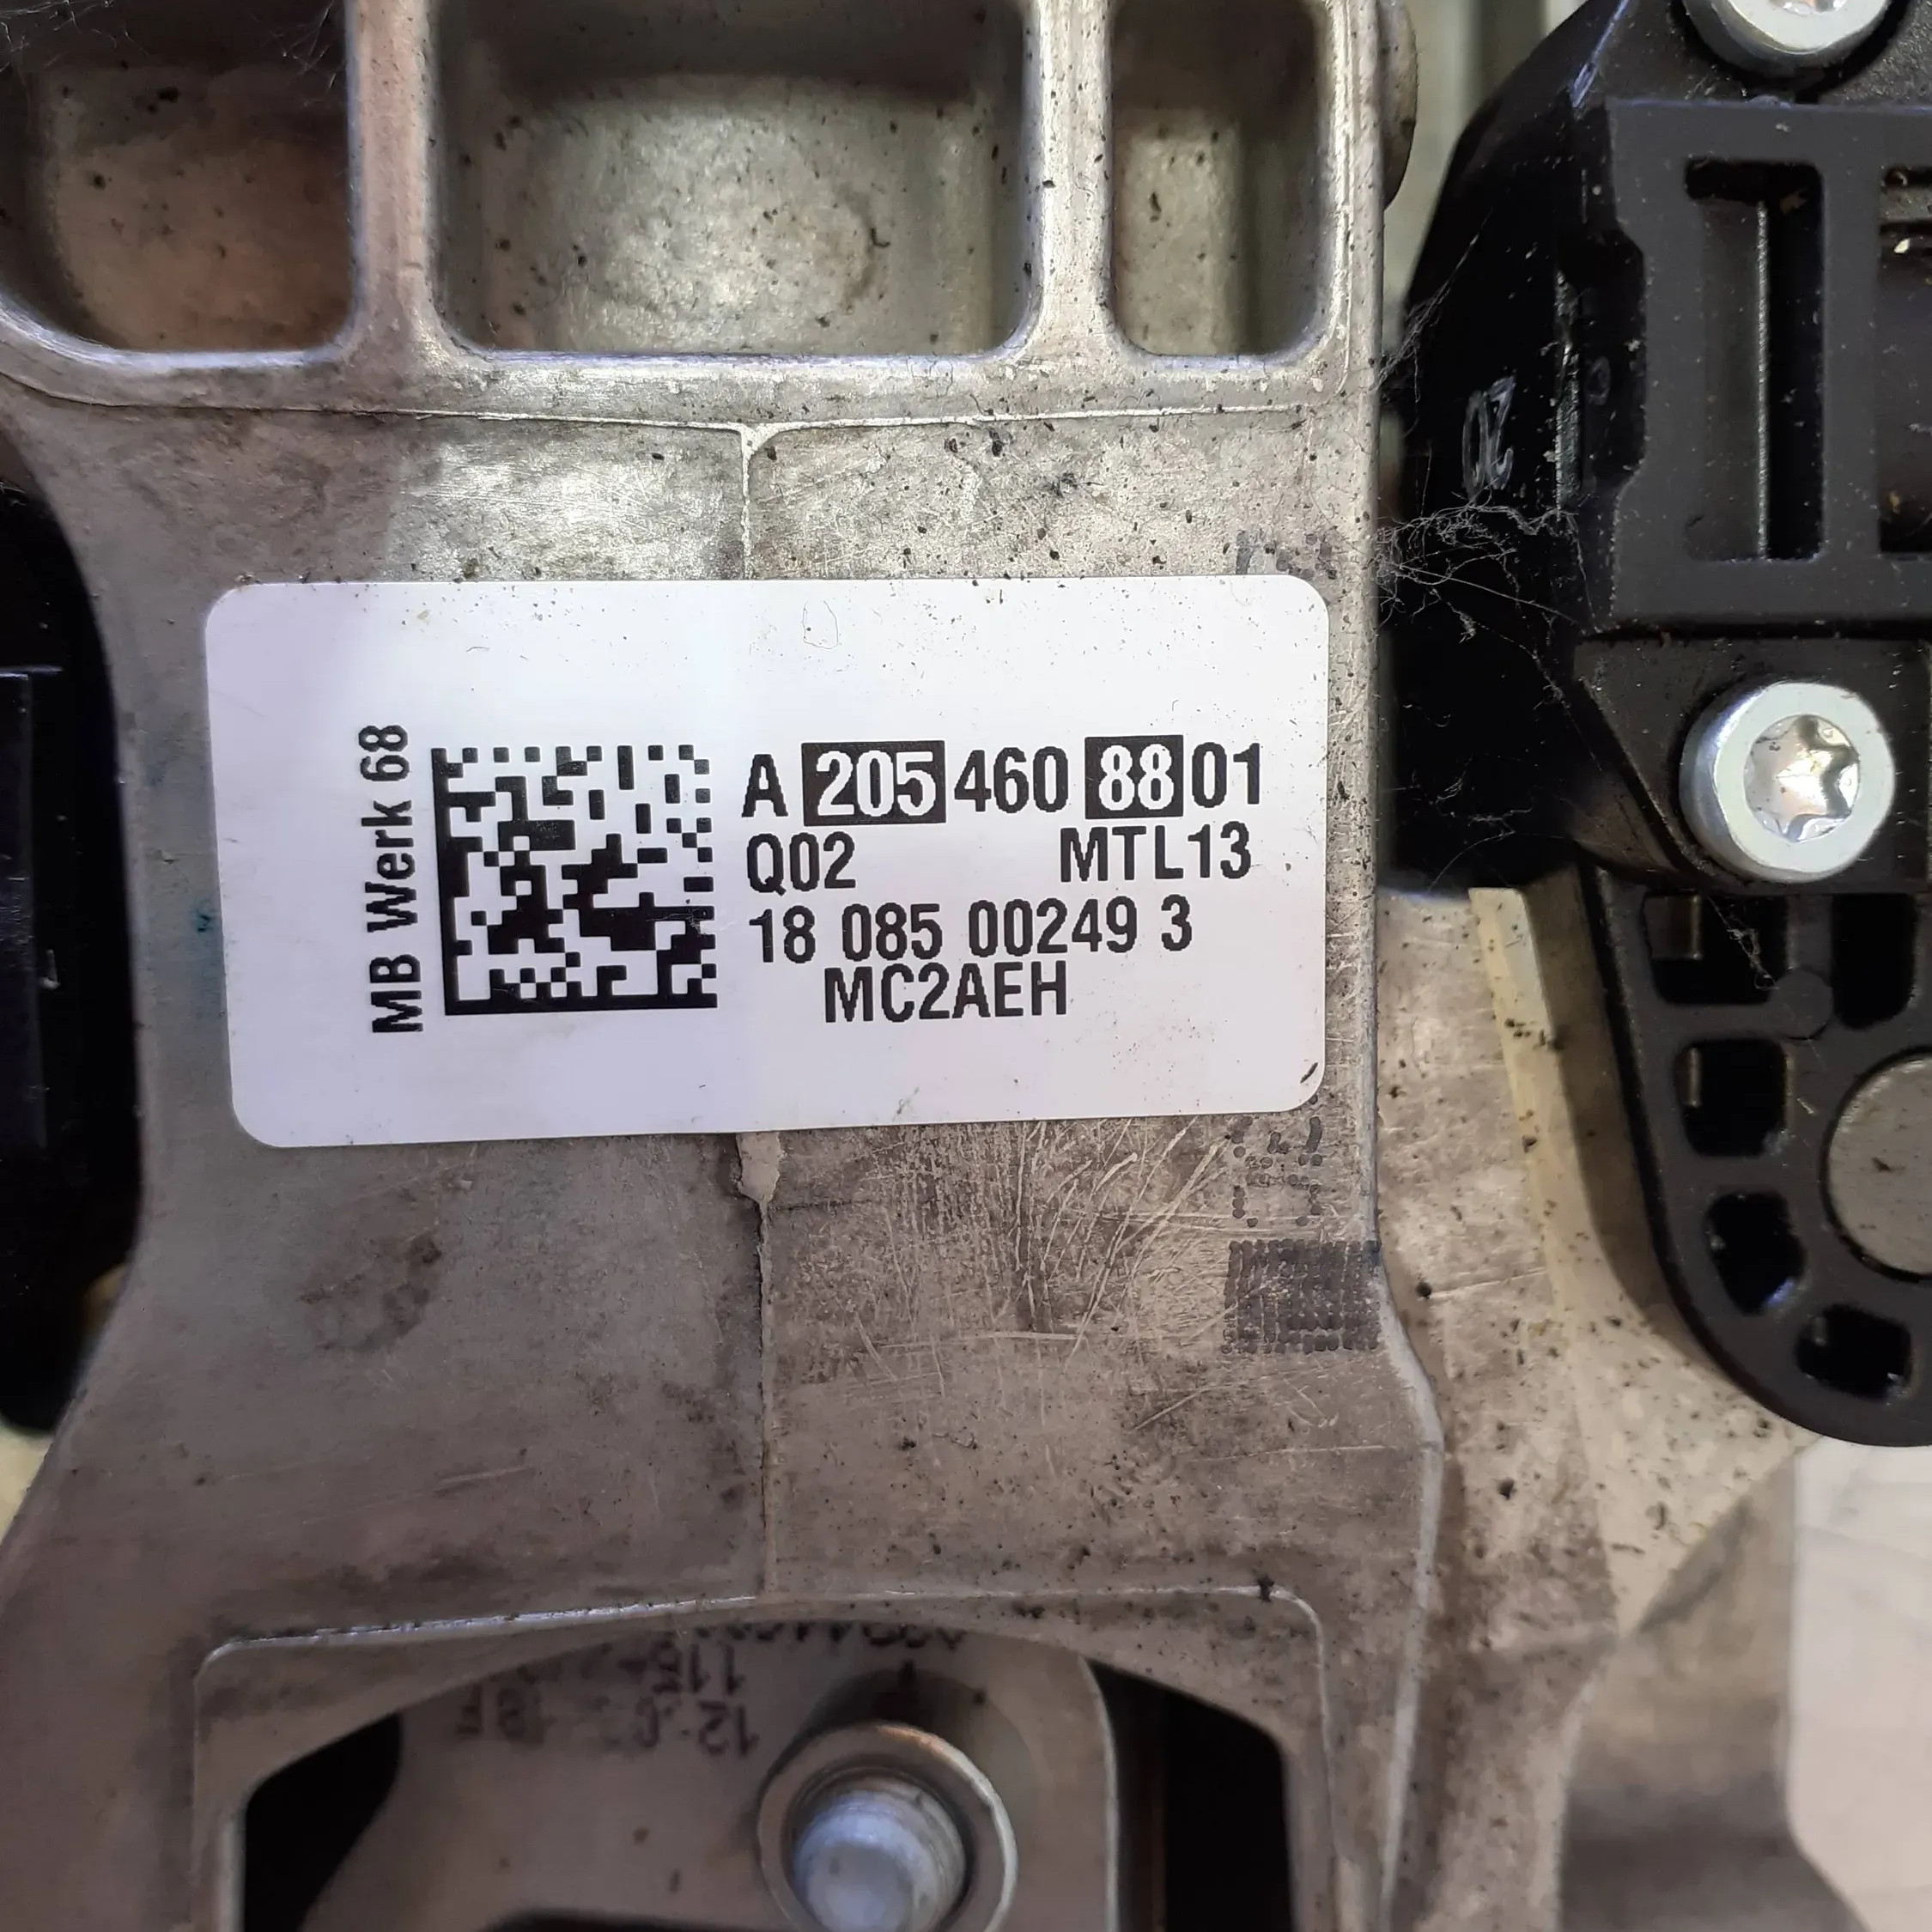 MB Werk 68
A 205 460 88 01
Q02 MTL13
18 085 00249 3
MC2AEH